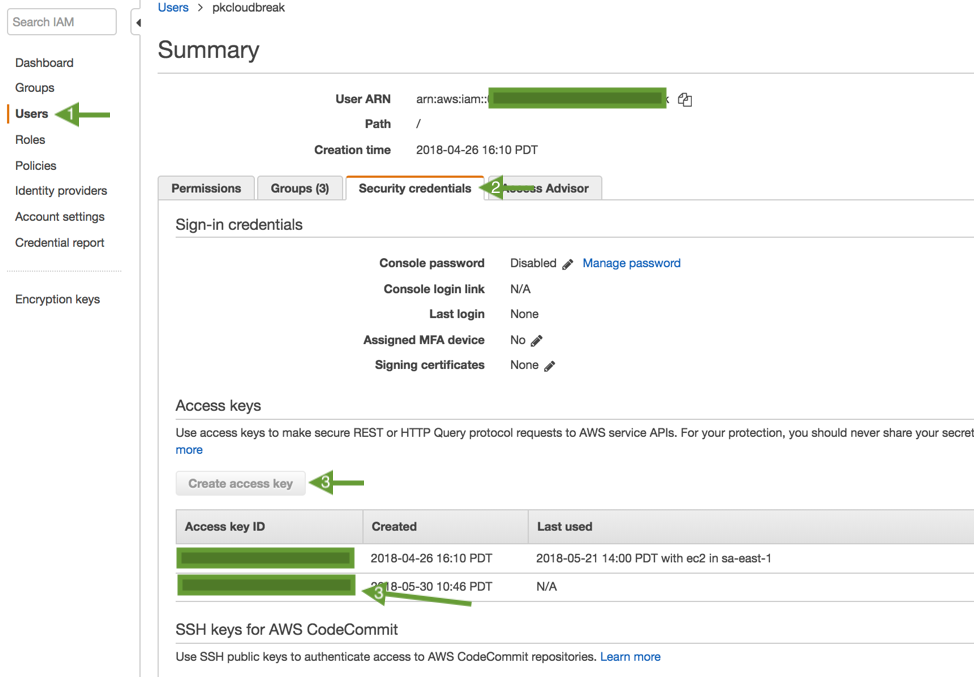 Search IAM
Dashboard
Groups
Users
1
Roles
Policies
Identity providers
Account settings
Credential report
Encryption keys
Users > pkcloudbreak
Summary
User ARN arn:aws:iam::
Path /
Creation time 2018-04-26 16:10 PDT
Permissions Groups (3) Security credentials 2 Access Advisor
Sign-in credentials
Console password Disabled Manage password
Console login link N/A
Last login None
Assigned MFA device No
Signing certificates None
Access keys
Use access keys to make secure REST or HTTP Query protocol requests to AWS service APIs. For your protection, you should never share your secret
more
Create access key 3
Access key ID Created Last used
2018-04-26 16:10 PDT 2018-05-21 14:00 PDT with ec2 in sa-east-1
2018-05-30 10:46 PDT N/A
3
SSH keys for AWS CodeCommit
Use SSH public keys to authenticate access to AWS CodeCommit repositories. Learn more